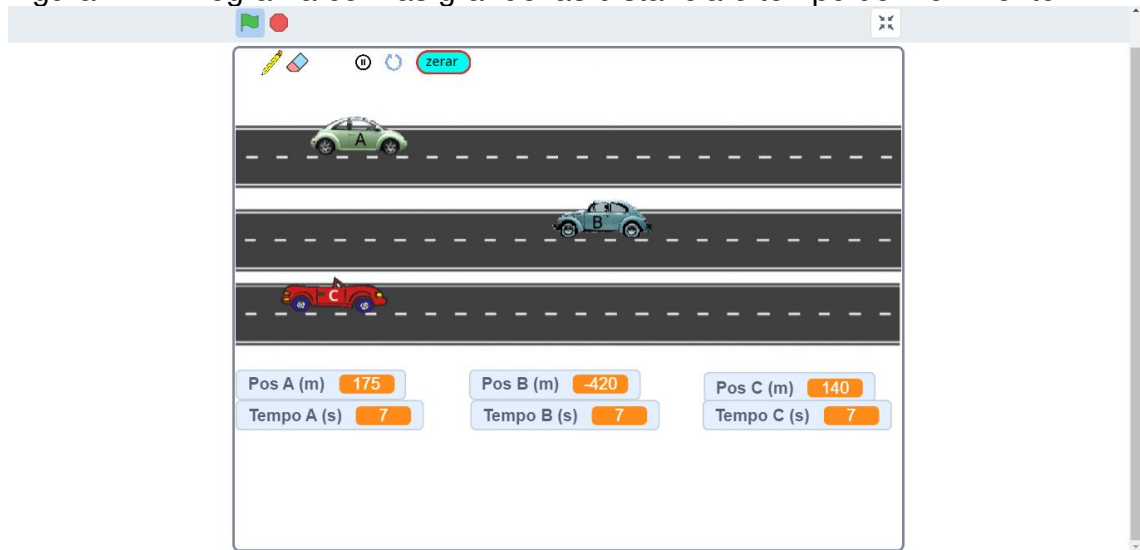 zerar
A
B
C
Pos A (m) 175
Tempo A (s) 7
Pos B (m) -420
Tempo B (s) 7
Pos C (m) 140
Tempo C (s) 7